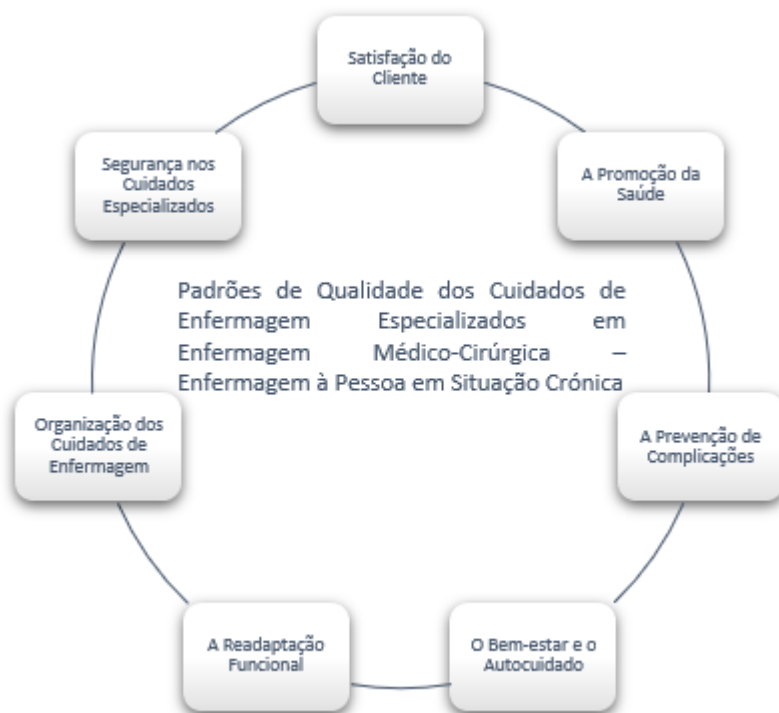 Satisfação do
Cliente
A Promoção da
Saúde
A Prevenção de
Complicações
O Bem-estar e o
Autocuidado
A Readaptação
Funcional
Organização dos
Cuidados de
Enfermagem
Segurança nos
Cuidados
Especializados
Padrões de Qualidade dos Cuidados de
Enfermagem Especializados em
Enfermagem Médico-Cirúrgica –
Enfermagem à Pessoa em Situação Crónica